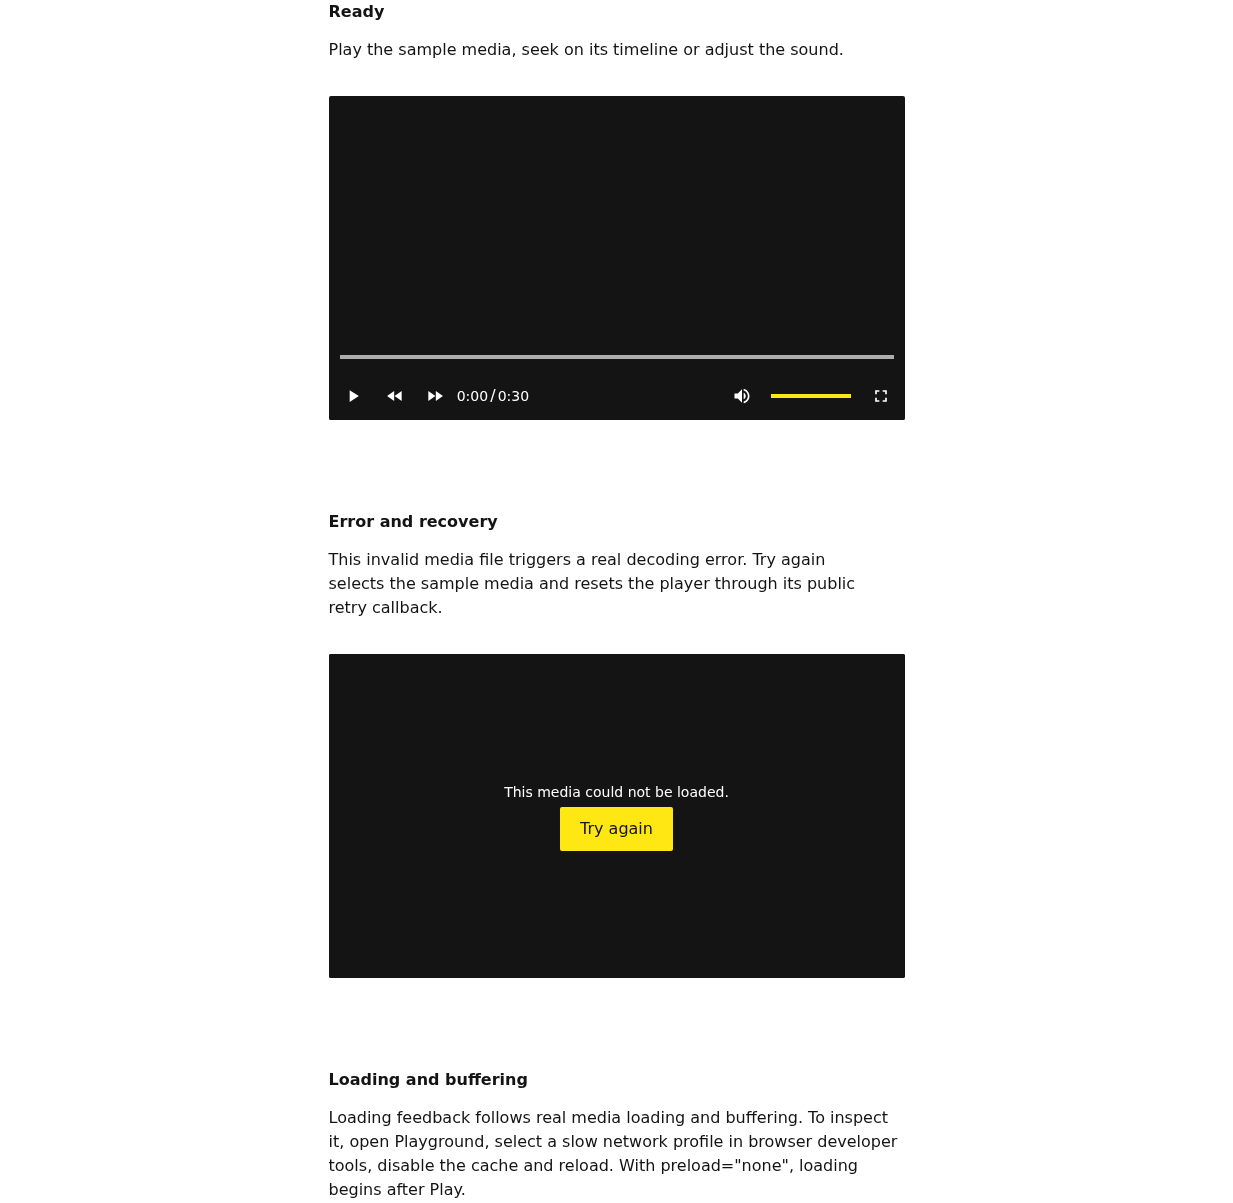 Ready
Play the sample media, seek on its timeline or adjust the sound.
0:00/0:30
Error and recovery
This invalid media file triggers a real decoding error. Try again
selects the sample media and resets the player through its public
retry callback.
This media could not be loaded.
Try again
Loading and buffering
Loading feedback follows real media loading and buffering. To inspect
it, open Playground, select a slow network profile in browser developer
tools, disable the cache and reload. With preload="none", loading
begins after Play.